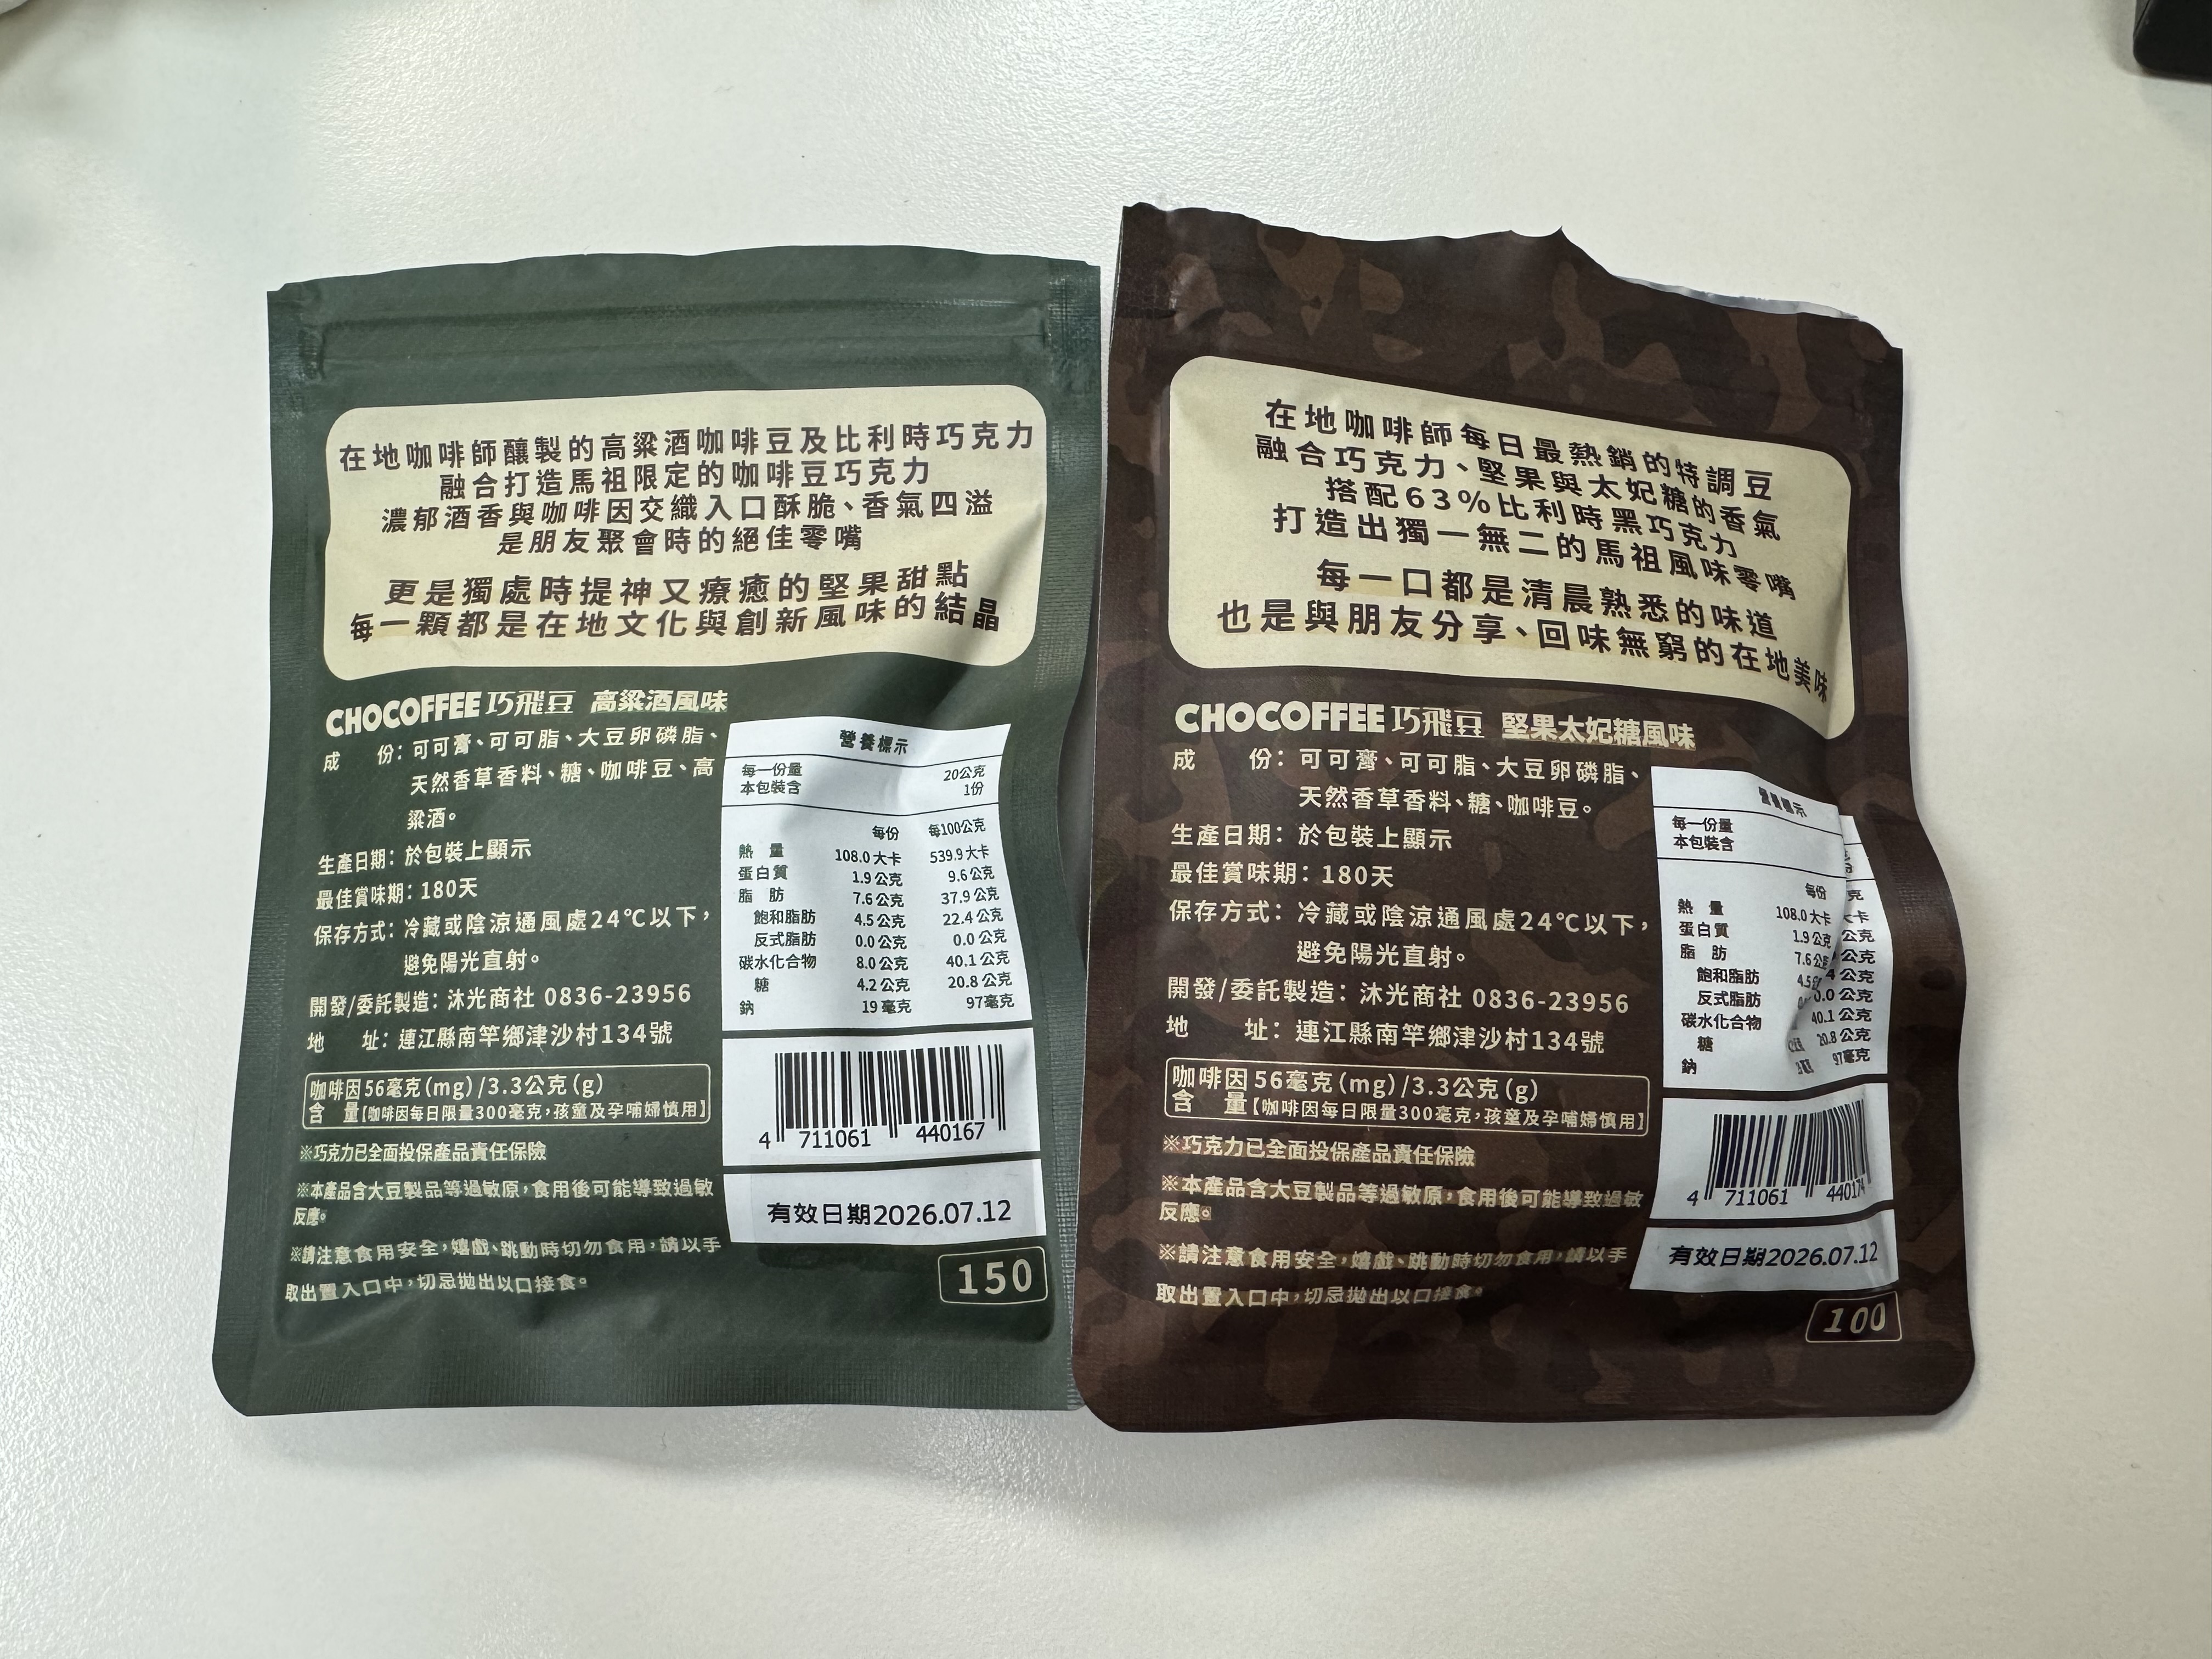 在地咖啡師釀製的高粱酒咖啡豆及比利時巧克力
融合打造馬祖限定的咖啡豆巧克力
濃郁酒香與咖啡因交織入口酥脆、香氣四溢
是朋友聚會時的絕佳零嘴
更是獨處時提神又療癒的堅果甜點
每一顆都是在地文化與創新風味的結晶
CHOCOFFEE 巧飛豆 高粱酒風味
成份：可可膏、可可脂、大豆卵磷脂、
天然香草香料、糖、咖啡豆、高
粱酒。
生產日期：於包裝上顯示
最佳賞味期：180天
保存方式：冷藏或陰涼通風處24℃以下，
避免陽光直射。
開發/委託製造：沐光商社 0836-23956
地址：連江縣南竿鄉津沙村134號
咖啡因含量 56毫克(mg)/3.3公克(g)
【咖啡因每日限量300毫克，孩童及孕哺婦慎用】
※巧克力已全面投保產品責任保險
※本產品含大豆製品等過敏原，食用後可能導致過敏
反應。
※請注意食用安全，嬉戲、跳動時切勿食用，請以手
取出置入口中，切忌拋出以口接食。
營養標示
每一份量 20公克
本包裝含 1份
每份 每100公克
熱量 108.0大卡 539.9大卡
蛋白質 1.9公克 9.6公克
脂肪 7.6公克 37.9公克
飽和脂肪 4.5公克 22.4公克
反式脂肪 0.0公克 0.0公克
碳水化合物 8.0公克 40.1公克
糖 4.2公克 20.8公克
鈉 19毫克 97毫克
4 711061 440167
有效日期2026.07.12
150
在地咖啡師每日最熱銷的特調豆
融合巧克力、堅果與太妃糖的香氣
搭配63%比利時黑巧克力
打造出獨一無二的馬祖風味零嘴
每一口都是清晨熟悉的味道
也是與朋友分享、回味無窮的在地美味
CHOCOFFEE 巧飛豆 堅果太妃糖風味
成份：可可膏、可可脂、大豆卵磷脂、
天然香草香料、糖、咖啡豆。
生產日期：於包裝上顯示
最佳賞味期：180天
保存方式：冷藏或陰涼通風處24℃以下，
避免陽光直射。
開發/委託製造：沐光商社 0836-23956
地址：連江縣南竿鄉津沙村134號
咖啡因含量 56毫克(mg)/3.3公克(g)
【咖啡因每日限量300毫克，孩童及孕哺婦慎用】
※巧克力已全面投保產品責任保險
※本產品含大豆製品等過敏原，食用後可能導致過敏
反應。
※請注意食用安全，嬉戲、跳動時切勿食用，請以手
取出置入口中，切忌拋出以口接食。
營養標示
每一份量
本包裝含
每份
熱量 108.0大卡
蛋白質 1.9公克 公克
脂肪 7.6 公克
飽和脂肪 4.5 公克
反式脂肪 0.0公克
碳水化合物 40.1公克
糖 20.8公克
鈉 97毫克
4 711061 440174
有效日期2026.07.12
100